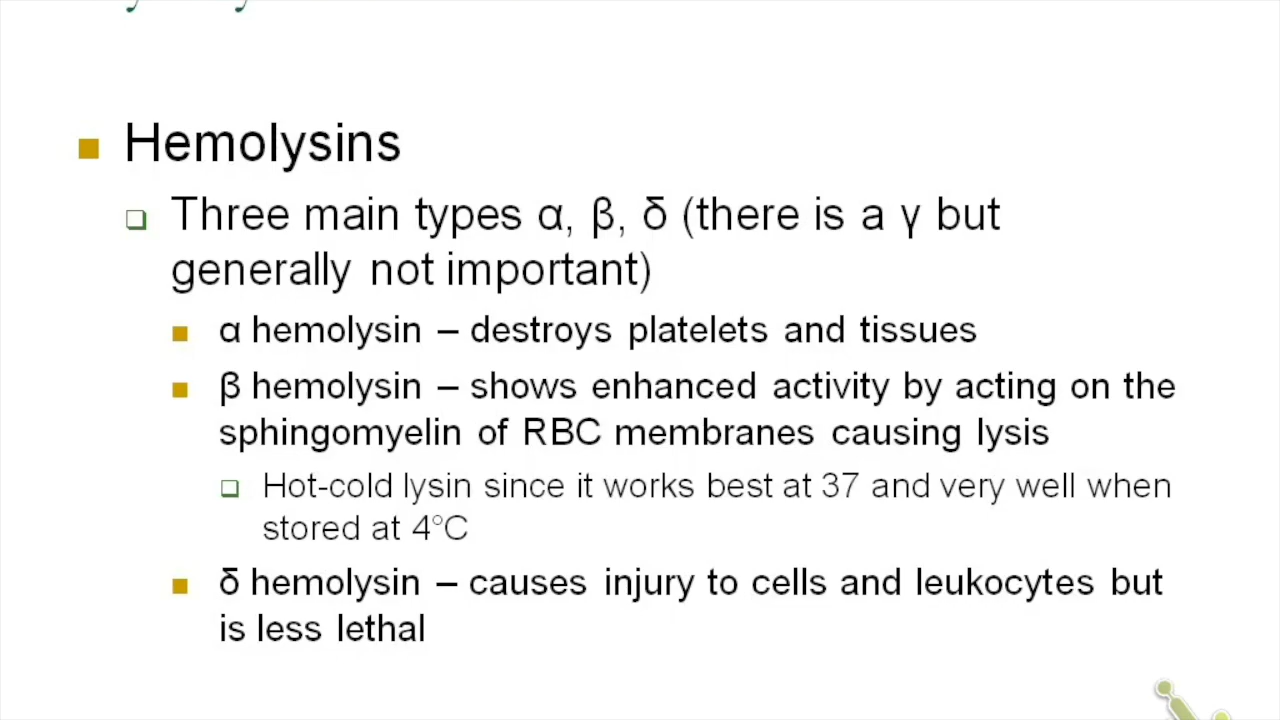 Hemolysins
Three main types α, β, δ (there is a γ but
generally not important)
α hemolysin – destroys platelets and tissues
β hemolysin – shows enhanced activity by acting on the
sphingomyelin of RBC membranes causing lysis
Hot-cold lysin since it works best at 37 and very well when
stored at 4°C
δ hemolysin – causes injury to cells and leukocytes but
is less lethal